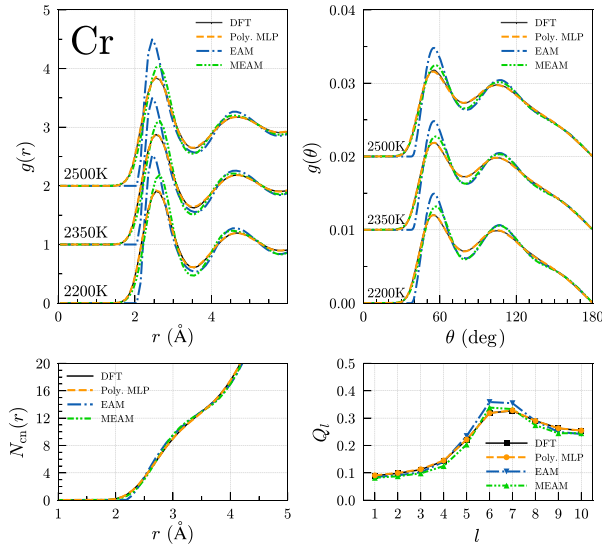 Cr
DFT
Poly. MLP
EAM
MEAM
g(r)
5
4
3
2
1
0
2500K
2350K
2200K
0 2 4
r (Å)
DFT
Poly. MLP
EAM
MEAM
g(θ)
0.04
0.03
0.02
0.01
0.00
2500K
2350K
2200K
0 60 120 180
θ (deg)
DFT
Poly. MLP
EAM
MEAM
N_cn(r)
20
16
12
8
4
0
1 2 3 4 5
r (Å)
Q_l
0.5
0.4
0.3
0.2
0.1
0.0
DFT
Poly. MLP
EAM
MEAM
1 2 3 4 5 6 7 8 9 10
l